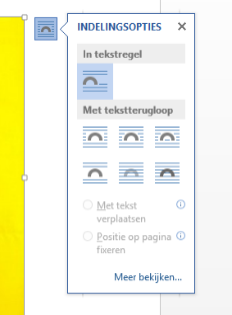 INDELINGSOPTIES
In tekstregel
Met tekstterugloop
Met tekst
verplaatsen
Positie op pagina
fixeren
Meer bekijken...